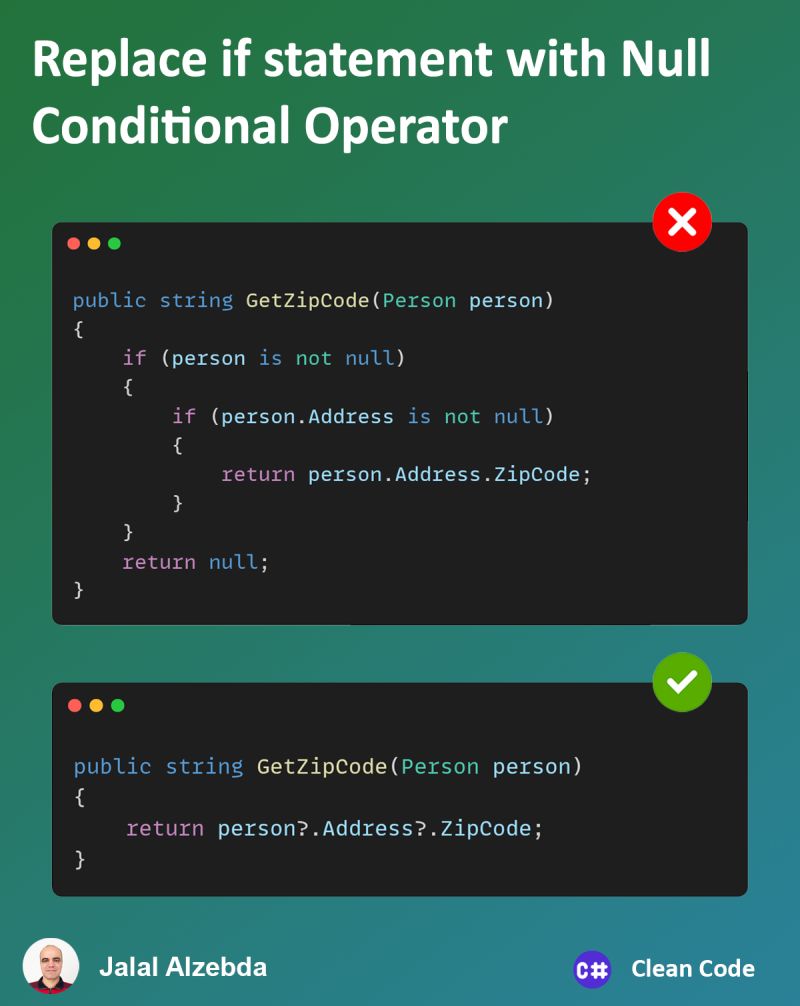 Replace if statement with Null
Conditional Operator
public string GetZipCode(Person person)
{
    if (person is not null)
    {
        if (person.Address is not null)
        {
            return person.Address.ZipCode;
        }
    }
    return null;
}
public string GetZipCode(Person person)
{
    return person?.Address?.ZipCode;
}
Jalal Alzebda
C#
Clean Code